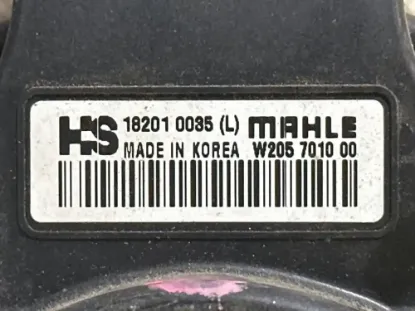 HS 18201 0035 (L) MAHLE
MADE IN KOREA W205 7010 00